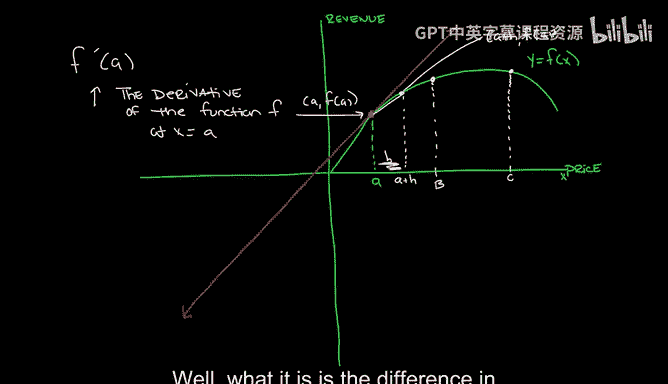 REVENUE
GPT中英字幕课程资源
bilibili
y=f(x)
f'(a)
↑ THE DERIVATIVE
OF the function f
at x = a
(a, f(a))
h
a
a+h
B
C
x
PRICE
Well, what it is is the difference in